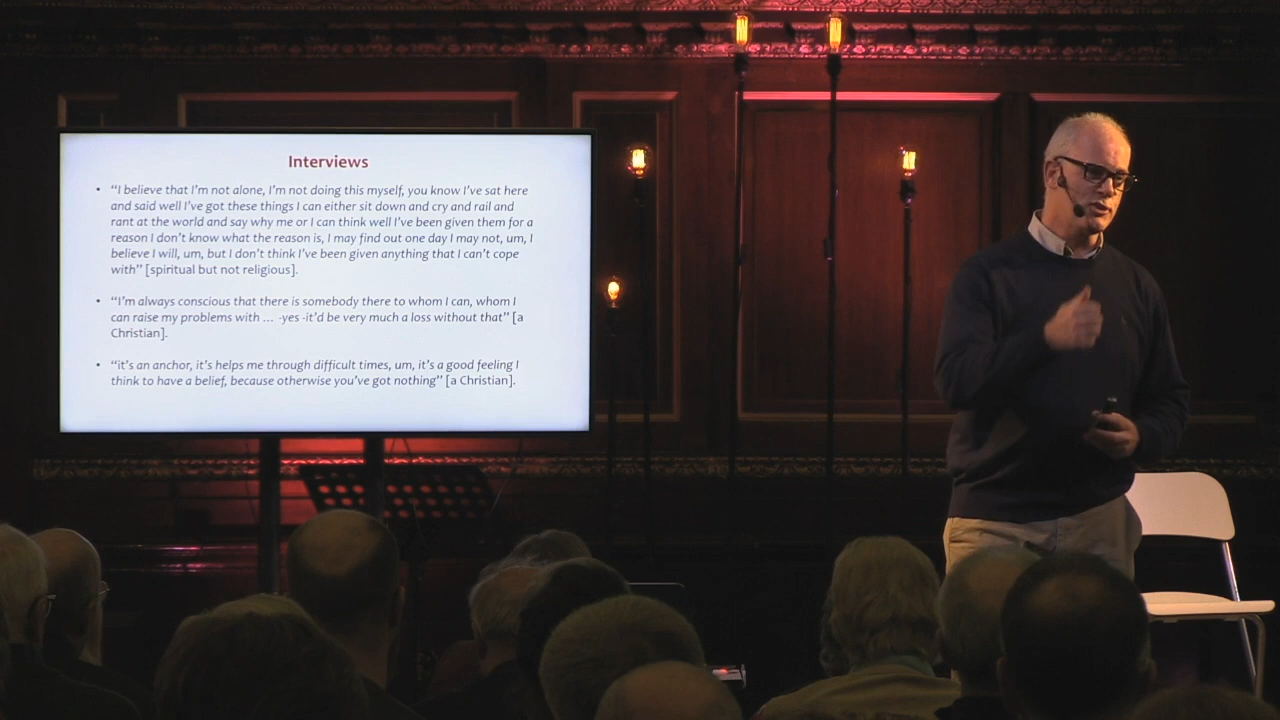 Interviews
• “I believe that I’m not alone, I’m not doing this myself, you know I’ve sat here
and said well I’ve got these things I can either sit down and cry and rail and
rant at the world and say why me or I can think well I’ve been given them for a
reason I don’t know what the reason is, I may find out one day I may not, um, I
believe I will, um, but I don’t think I’ve been given anything that I can’t cope
with” [spiritual but not religious].
• “I’m always conscious that there is somebody there to whom I can, whom I
can raise my problems with ... -yes -it’d be very much a loss without that” [a
Christian].
• “it’s an anchor, it’s helps me through difficult times, um, it’s a good feeling I
think to have a belief, because otherwise you’ve got nothing” [a Christian].